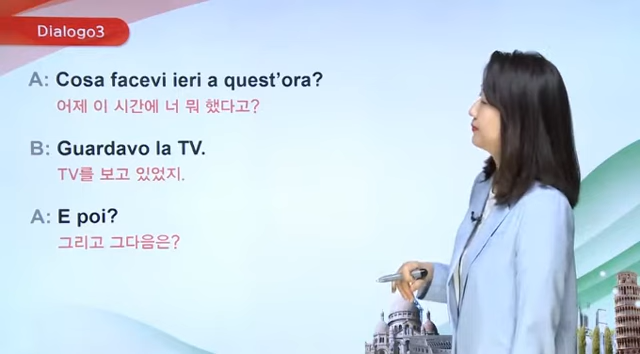 Dialogo3
A: Cosa facevi ieri a quest'ora?
어제 이 시간에 너 뭐 했다고?
B: Guardavo la TV.
TV를 보고 있었지.
A: E poi?
그리고 그다음은?